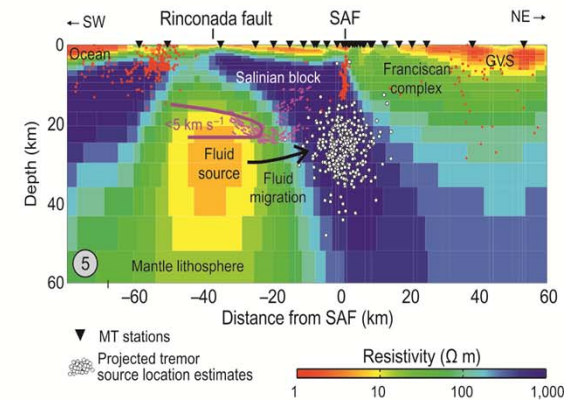 ← SW
Rinconada fault
SAF
NE →
Ocean
GVS
Franciscan
complex
Salinian block
<5 km s⁻¹
Fluid
source
Fluid
migration
Mantle lithosphere
5
0
20
40
60
Depth (km)
−60 −40 −20 0 20 40 60
Distance from SAF (km)
MT stations
Projected tremor
source location estimates
Resistivity (Ω m)
1 10 100 1,000